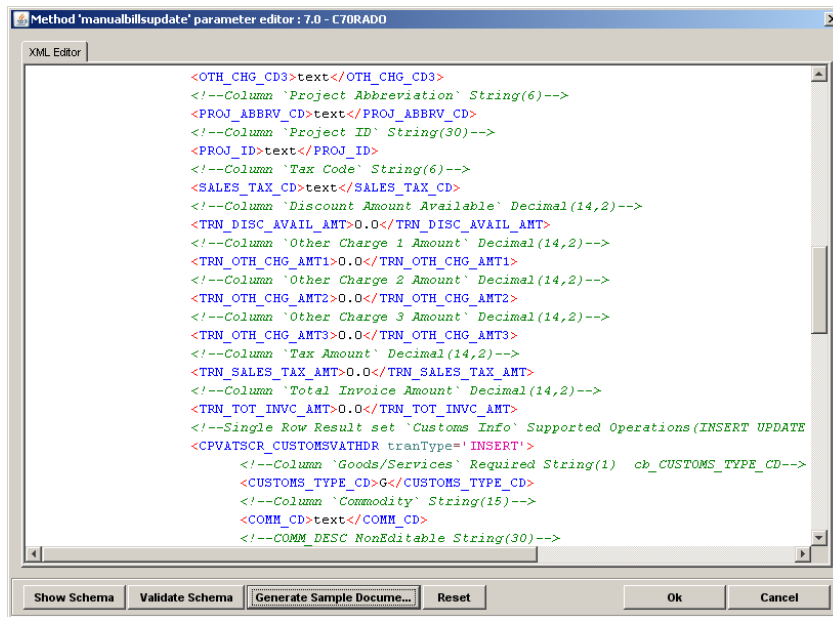 Method 'manualbillsupdate' parameter editor : 7.0 - C70RADO
XML Editor
<OTH_CHG_CD3>text</OTH_CHG_CD3>
<!--Column `Project Abbreviation` String(6)-->
<PROJ_ABBRV_CD>text</PROJ_ABBRV_CD>
<!--Column `Project ID` String(30)-->
<PROJ_ID>text</PROJ_ID>
<!--Column `Tax Code` String(6)-->
<SALES_TAX_CD>text</SALES_TAX_CD>
<!--Column `Discount Amount Available` Decimal(14,2)-->
<TRN_DISC_AVAIL_AMT>0.0</TRN_DISC_AVAIL_AMT>
<!--Column `Other Charge 1 Amount` Decimal(14,2)-->
<TRN_OTH_CHG_AMT1>0.0</TRN_OTH_CHG_AMT1>
<!--Column `Other Charge 2 Amount` Decimal(14,2)-->
<TRN_OTH_CHG_AMT2>0.0</TRN_OTH_CHG_AMT2>
<!--Column `Other Charge 3 Amount` Decimal(14,2)-->
<TRN_OTH_CHG_AMT3>0.0</TRN_OTH_CHG_AMT3>
<!--Column `Tax Amount` Decimal(14,2)-->
<TRN_SALES_TAX_AMT>0.0</TRN_SALES_TAX_AMT>
<!--Column `Total Invoice Amount` Decimal(14,2)-->
<TRN_TOT_INVC_AMT>0.0</TRN_TOT_INVC_AMT>
<!--Single Row Result set `Customs Info` Supported Operations(INSERT UPDATE
<CPVATSCR_CUSTOMSVATHDR tranType='INSERT'>
<!--Column `Goods/Services` Required String(1)  cb_CUSTOMS_TYPE_CD-->
<CUSTOMS_TYPE_CD>G</CUSTOMS_TYPE_CD>
<!--Column `Commodity` String(15)-->
<COMM_CD>text</COMM_CD>
<!--COMM_DESC NonEditable String(30)-->
Show Schema Validate Schema Generate Sample Docume... Reset Ok Cancel